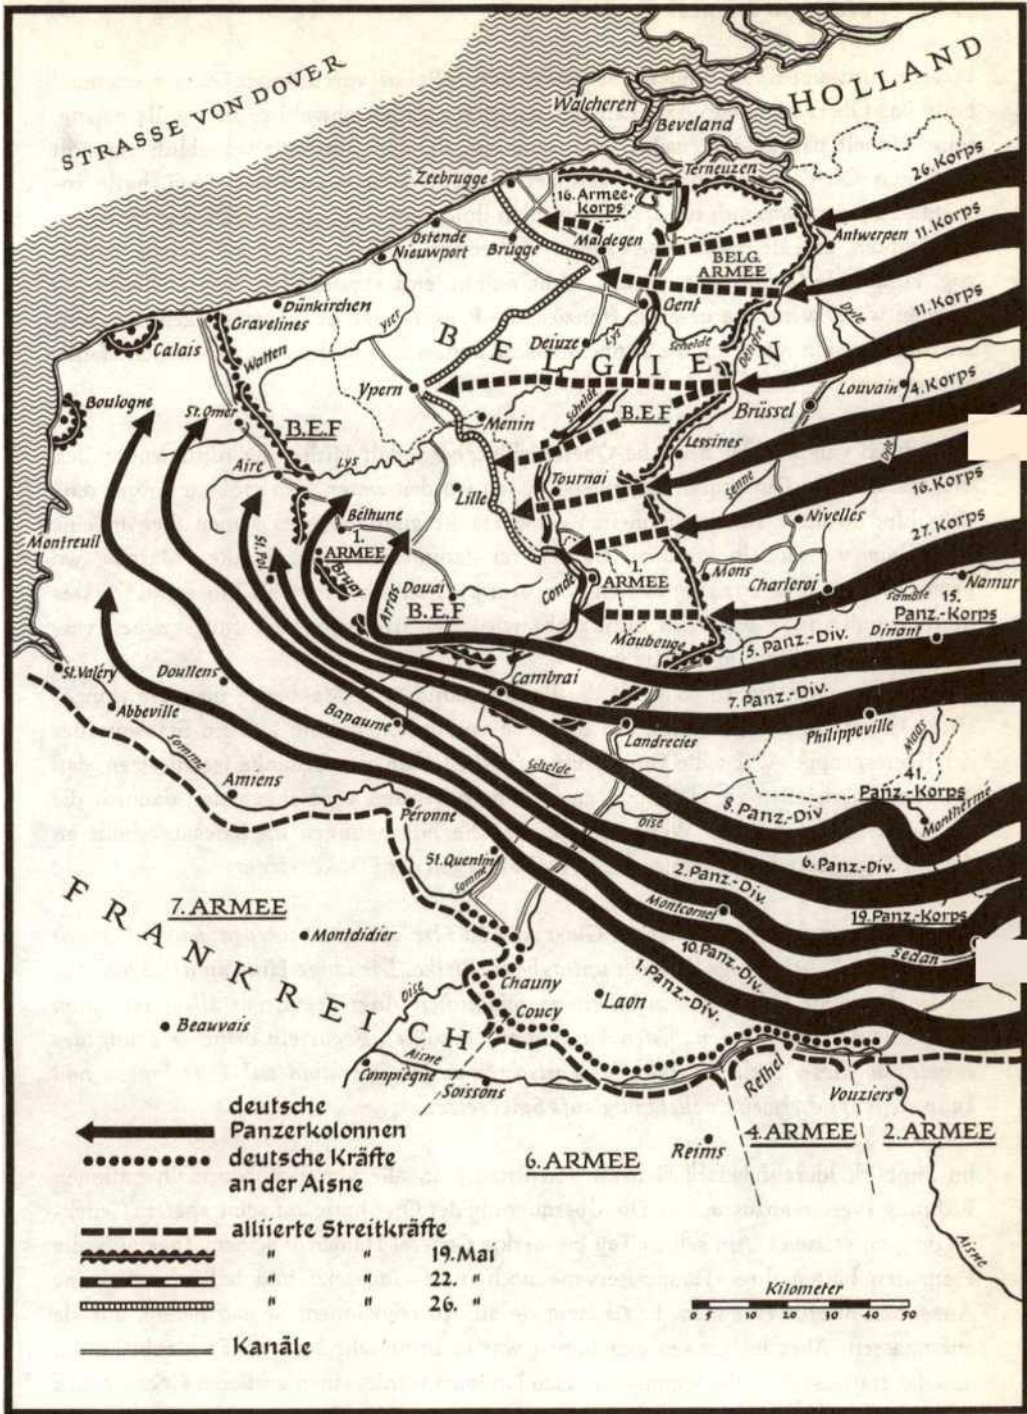 STRASSE VON DOVER
HOLLAND
Walcheren
Beveland
Zeebrugge
Terneuzen
26. Korps
16. Armee-
korps
Ostende
Nieuwport
Brügge
Maldegen
BELG.
ARMEE
Antwerpen
11. Korps
Dünkirchen
Gent
Gravelines
Calais
Watten
Yser
Deiuze
Lys
Schelde
Dendre
Dyle
11. Korps
BELGIEN
Ypern
Louvain
Boulogne
St. Omer
B.E.F
Menin
Schelde
B.E.F
Brüssel
4. Korps
Lessines
Dyle
Aire
Lys
Lille
Tournai
Senne
16. Korps
Montreuil
Béthune
1.
ARMEE
Nivelles
27. Korps
St. Pol
Bruay
Arras
Douai
B.E.F
Condé
1.
ARMEE
Mons
Charleroi
Sambre
Namur
15.
Panz.-Korps
Dinant
Maubeuge
5. Panz.-Div.
St. Valéry
Doullens
Cambrai
7. Panz.-Div.
Abbeville
Bapaume
Landrecies
Philippeville
Maas
Somme
Schelde
41.
Panz.-Korps
Amiens
Péronne
Oise
8. Panz.-Div
Monthermé
St. Quentin
Somme
6. Panz.-Div.
2. Panz.-Div.
Montcornet
19. Panz-Korps
FRANKREICH
7. ARMEE
Montdidier
10. Panz.-Div.
Sedan
1. Panz.-Div.
Oise
Chauny
Laon
Coucy
Beauvais
Aisne
Compiègne
Soissons
Rethel
Vouziers
Reims
6. ARMEE
4. ARMEE
2. ARMEE
Aisne
deutsche
Panzerkolonnen
deutsche Kräfte
an der Aisne
alliierte Streitkräfte
" " 19. Mai
" " 22. "
" " 26. "
Kanäle
Kilometer
0 5 10 20 30 40 50